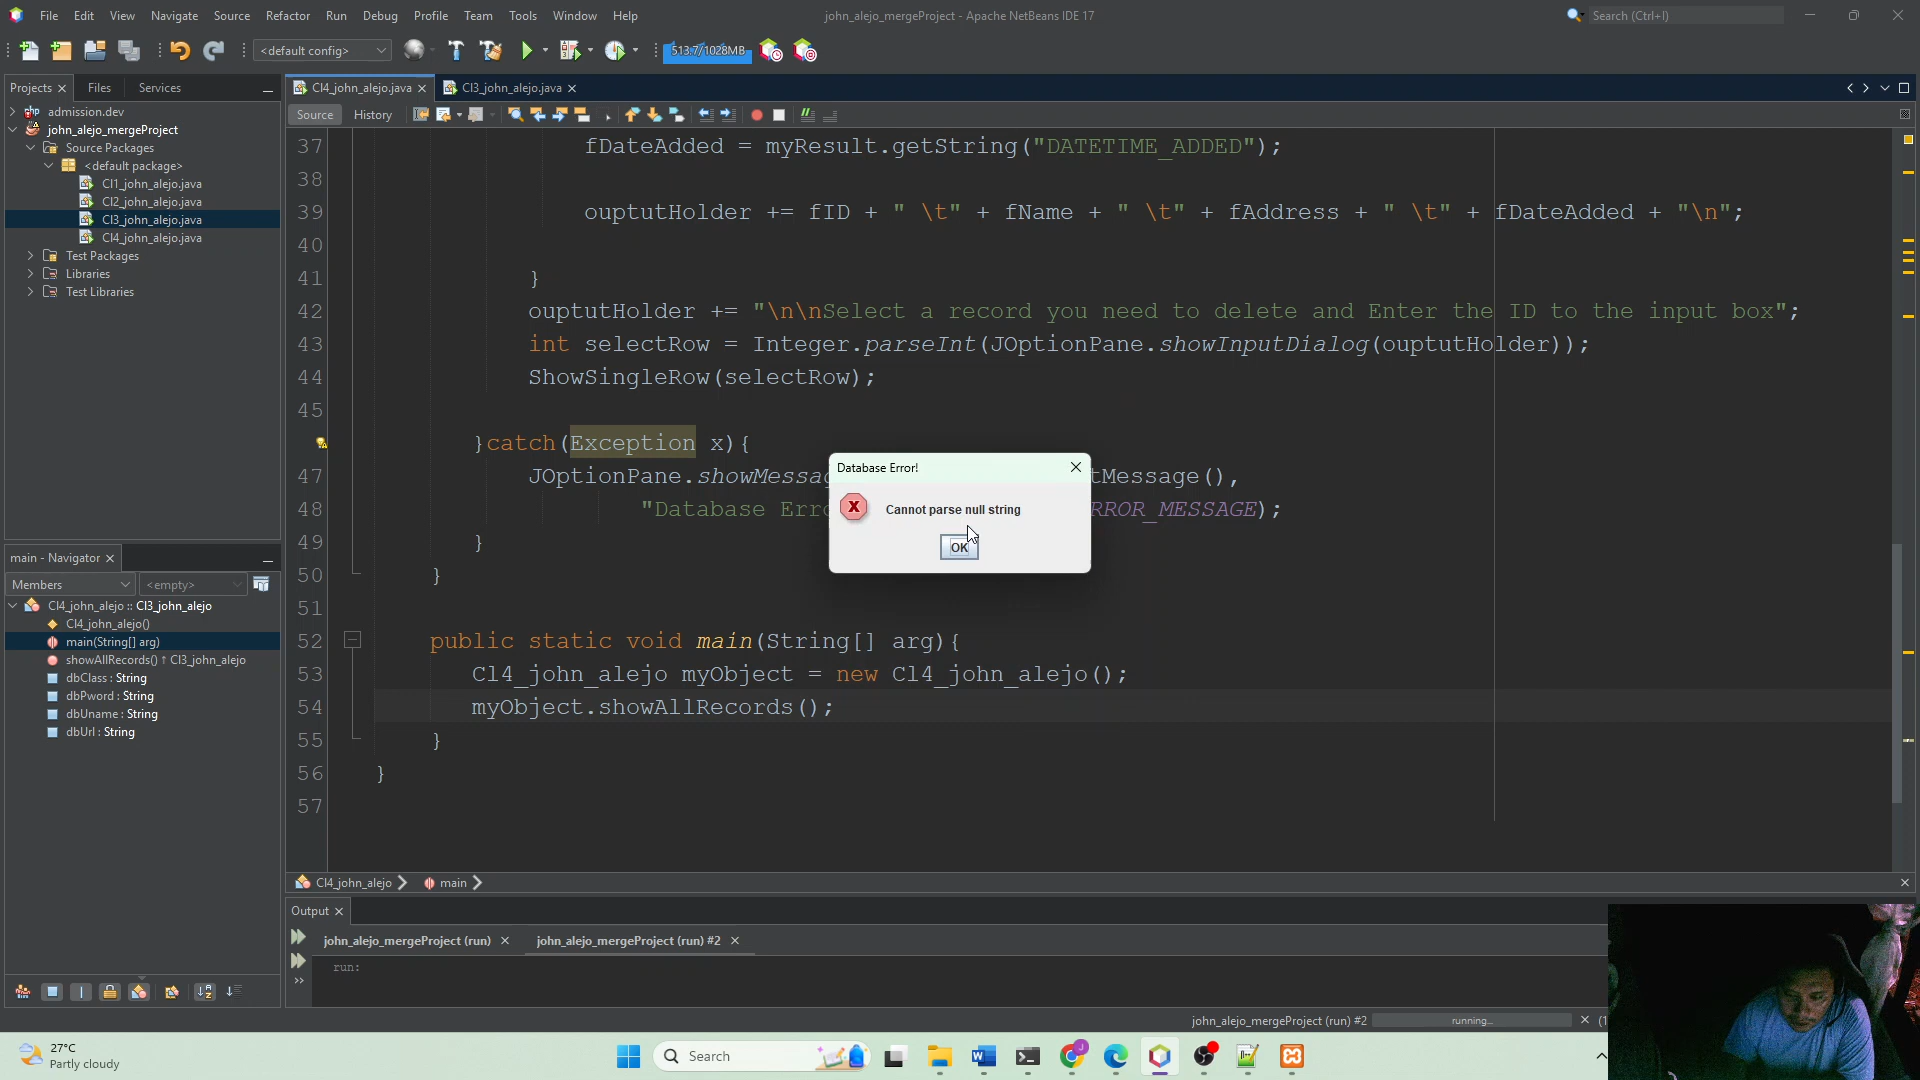 File Edit View Navigate Source Refactor Run Debug Profile Team Tools Window Help
john_alejo_mergeProject - Apache NetBeans IDE 17
Search (Ctrl+I)
<default config>
513.7/1028MB
Projects Files Services
Cl4_john_alejo.java Cl3_john_alejo.java
Source History
admission.dev
john_alejo_mergeProject
Source Packages
<default package>
Cl1_john_alejo.java
Cl2_john_alejo.java
Cl3_john_alejo.java
Cl4_john_alejo.java
Test Packages
Libraries
Test Libraries
37 fDateAdded = myResult.getString("DATETIME_ADDED");
38
39 ouptutHolder += fID + " \t" + fName + " \t" + fAddress + " \t" + fDateAdded + "\n";
40
41 }
42 ouptutHolder += "\n\nSelect a record you need to delete and Enter the ID to the input box";
43 int selectRow = Integer.parseInt(JOptionPane.showInputDialog(ouptutHolder));
44 ShowSingleRow(selectRow);
45
}catch(Exception x){
47 JOptionPane.showMessag tMessage(),
48 "Database Erro RROR_MESSAGE);
49 }
50 }
51
52 public static void main(String[] arg){
53 Cl4_john_alejo myObject = new Cl4_john_alejo();
54 myObject.showAllRecords();
55 }
56 }
57
Database Error!
Cannot parse null string
OK
main - Navigator
Members <empty>
Cl4_john_alejo :: Cl3_john_alejo
Cl4_john_alejo()
main(String[] arg)
showAllRecords() ↑ Cl3_john_alejo
dbClass : String
dbPword : String
dbUname : String
dbUrl : String
Cl4_john_alejo main
Output
john_alejo_mergeProject (run) john_alejo_mergeProject (run) #2
run:
john_alejo_mergeProject (run) #2 running... (1
27°C
Partly cloudy
Search